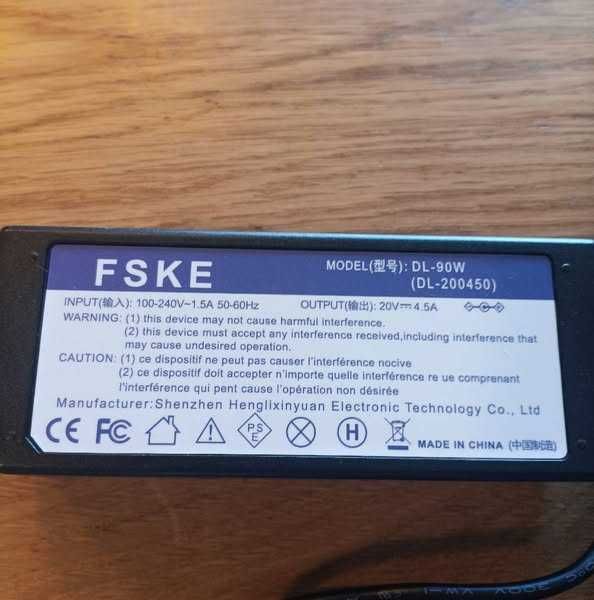 FSKE
MODEL(型号): DL-90W
(DL-200450)
INPUT(输入): 100-240V~1.5A 50-60Hz OUTPUT(输出): 20V⎓4.5A
WARNING: (1) this device may not cause harmful interference.
(2) this device must accept any interference received,including interference that
may cause undesired operation.
CAUTION: (1) ce dispositif ne peut pas causer l'interférence nocive
(2) ce dispositif doit accepter n'importe quelle interférence re ue comprenant
l'interférence qui pent cause l'opération non désirée
Manufacturer:Shenzhen Henglixinyuan Electronic Technology Co., Ltd
CE FC PSE H MADE IN CHINA (中国制造)